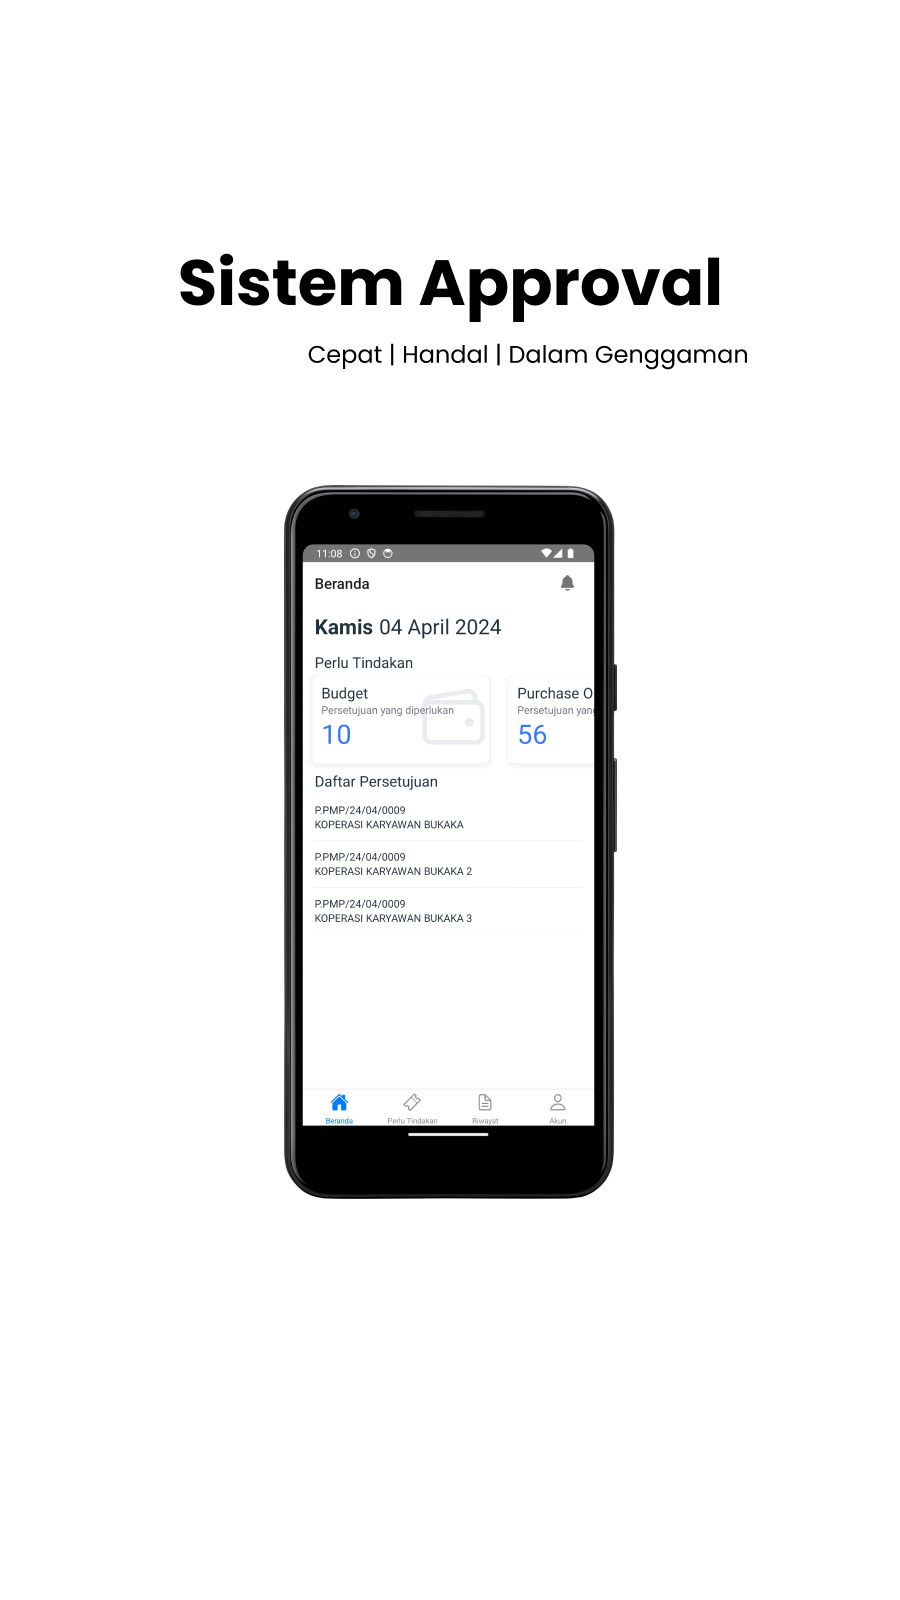 Sistem Approval
Cepat | Handal | Dalam Genggaman
11:08
Beranda
Kamis 04 April 2024
Perlu Tindakan
Budget
Persetujuan yang diperlukan
10
Purchase O
Persetujuan yang
56
Daftar Persetujuan
P.PMP/24/04/0009
KOPERASI KARYAWAN BUKAKA
P.PMP/24/04/0009
KOPERASI KARYAWAN BUKAKA 2
P.PMP/24/04/0009
KOPERASI KARYAWAN BUKAKA 3
Beranda
Perlu Tindakan
Riwayat
Akun